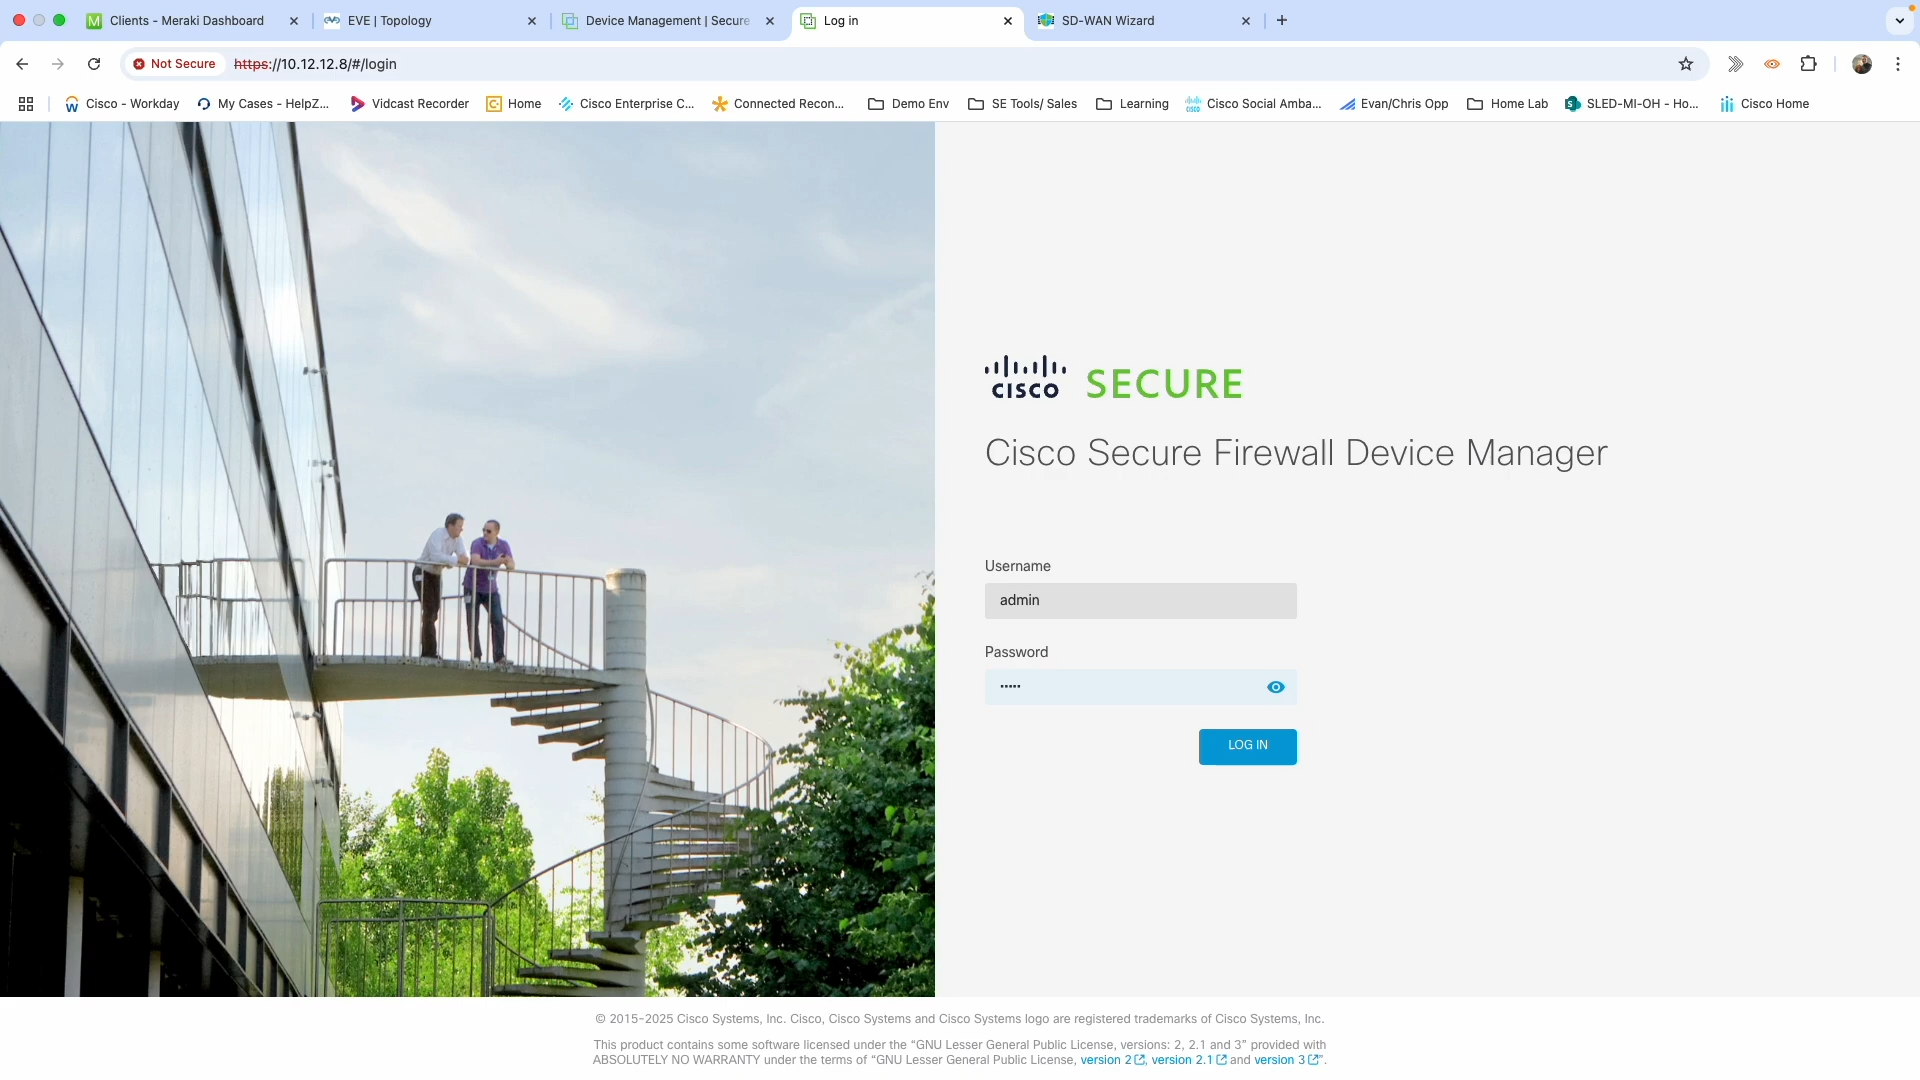 Clients - Meraki Dashboard
EVE | Topology
Device Management | Secure
Log in
SD-WAN Wizard
Not Secure https://10.12.12.8/#/login
Cisco - Workday
My Cases - HelpZ...
Vidcast Recorder
Home
Cisco Enterprise C...
Connected Recon...
Demo Env
SE Tools/ Sales
Learning
Cisco Social Amba...
Evan/Chris Opp
Home Lab
SLED-MI-OH - Ho...
Cisco Home
CISCO SECURE
Cisco Secure Firewall Device Manager
Username
admin
Password
•••••
LOG IN
© 2015-2025 Cisco Systems, Inc. Cisco, Cisco Systems and Cisco Systems logo are registered trademarks of Cisco Systems, Inc.
This product contains some software licensed under the “GNU Lesser General Public License, versions: 2, 2.1 and 3” provided with
ABSOLUTELY NO WARRANTY under the terms of “GNU Lesser General Public License, version 2, version 2.1 and version 3”.